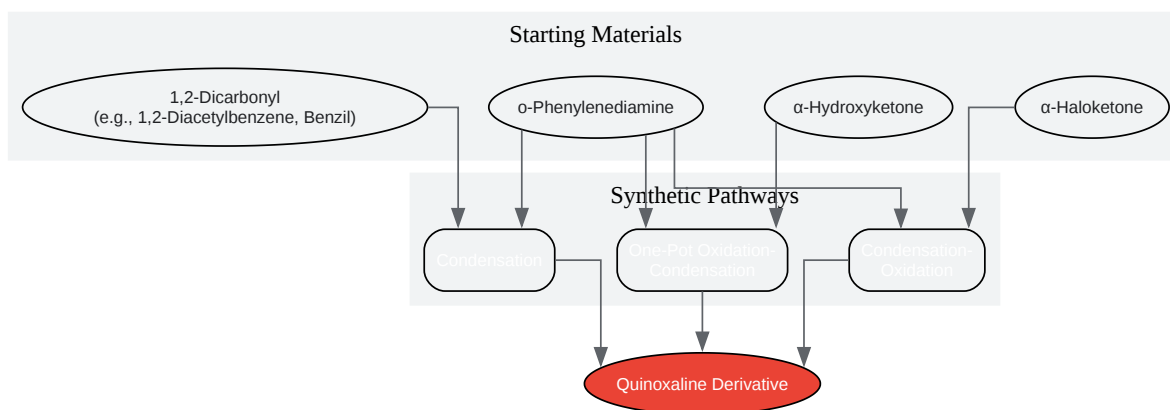 Starting Materials
1,2-Dicarbonyl
(e.g., 1,2-Diacetylbenzene, Benzil)
o-Phenylenediamine
α-Hydroxyketone
α-Haloketone
Synthetic Pathways
Condensation
One-Pot Oxidation-
Condensation
Condensation-
Oxidation
Quinoxaline Derivative